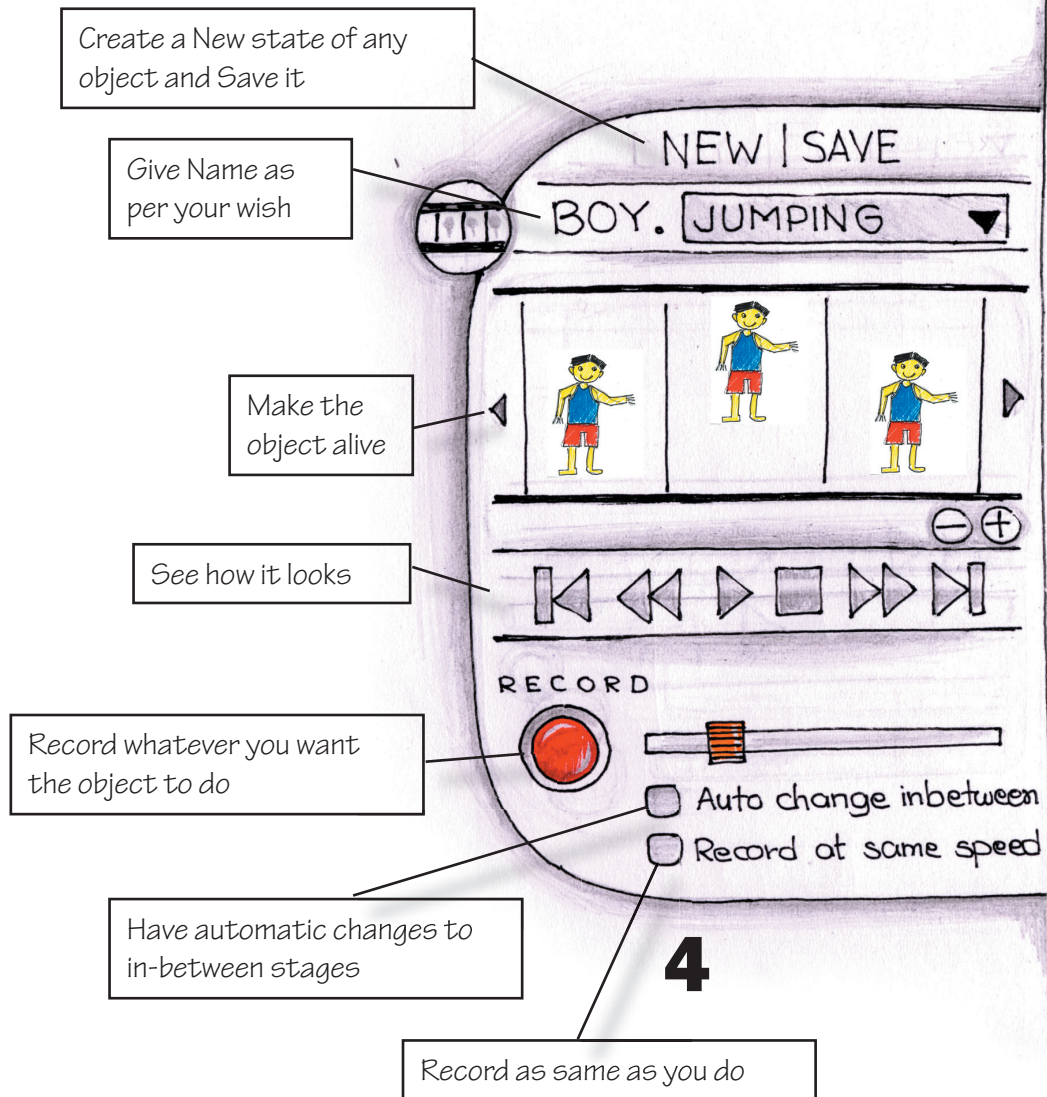 Create a New state of any
object and Save it
NEW | SAVE
Give Name as
per your wish
BOY. JUMPING
Make the
object alive
See how it looks
RECORD
Record whatever you want
the object to do
Auto change inbetween
Record at same speed
Have automatic changes to
in-between stages
4
Record as same as you do